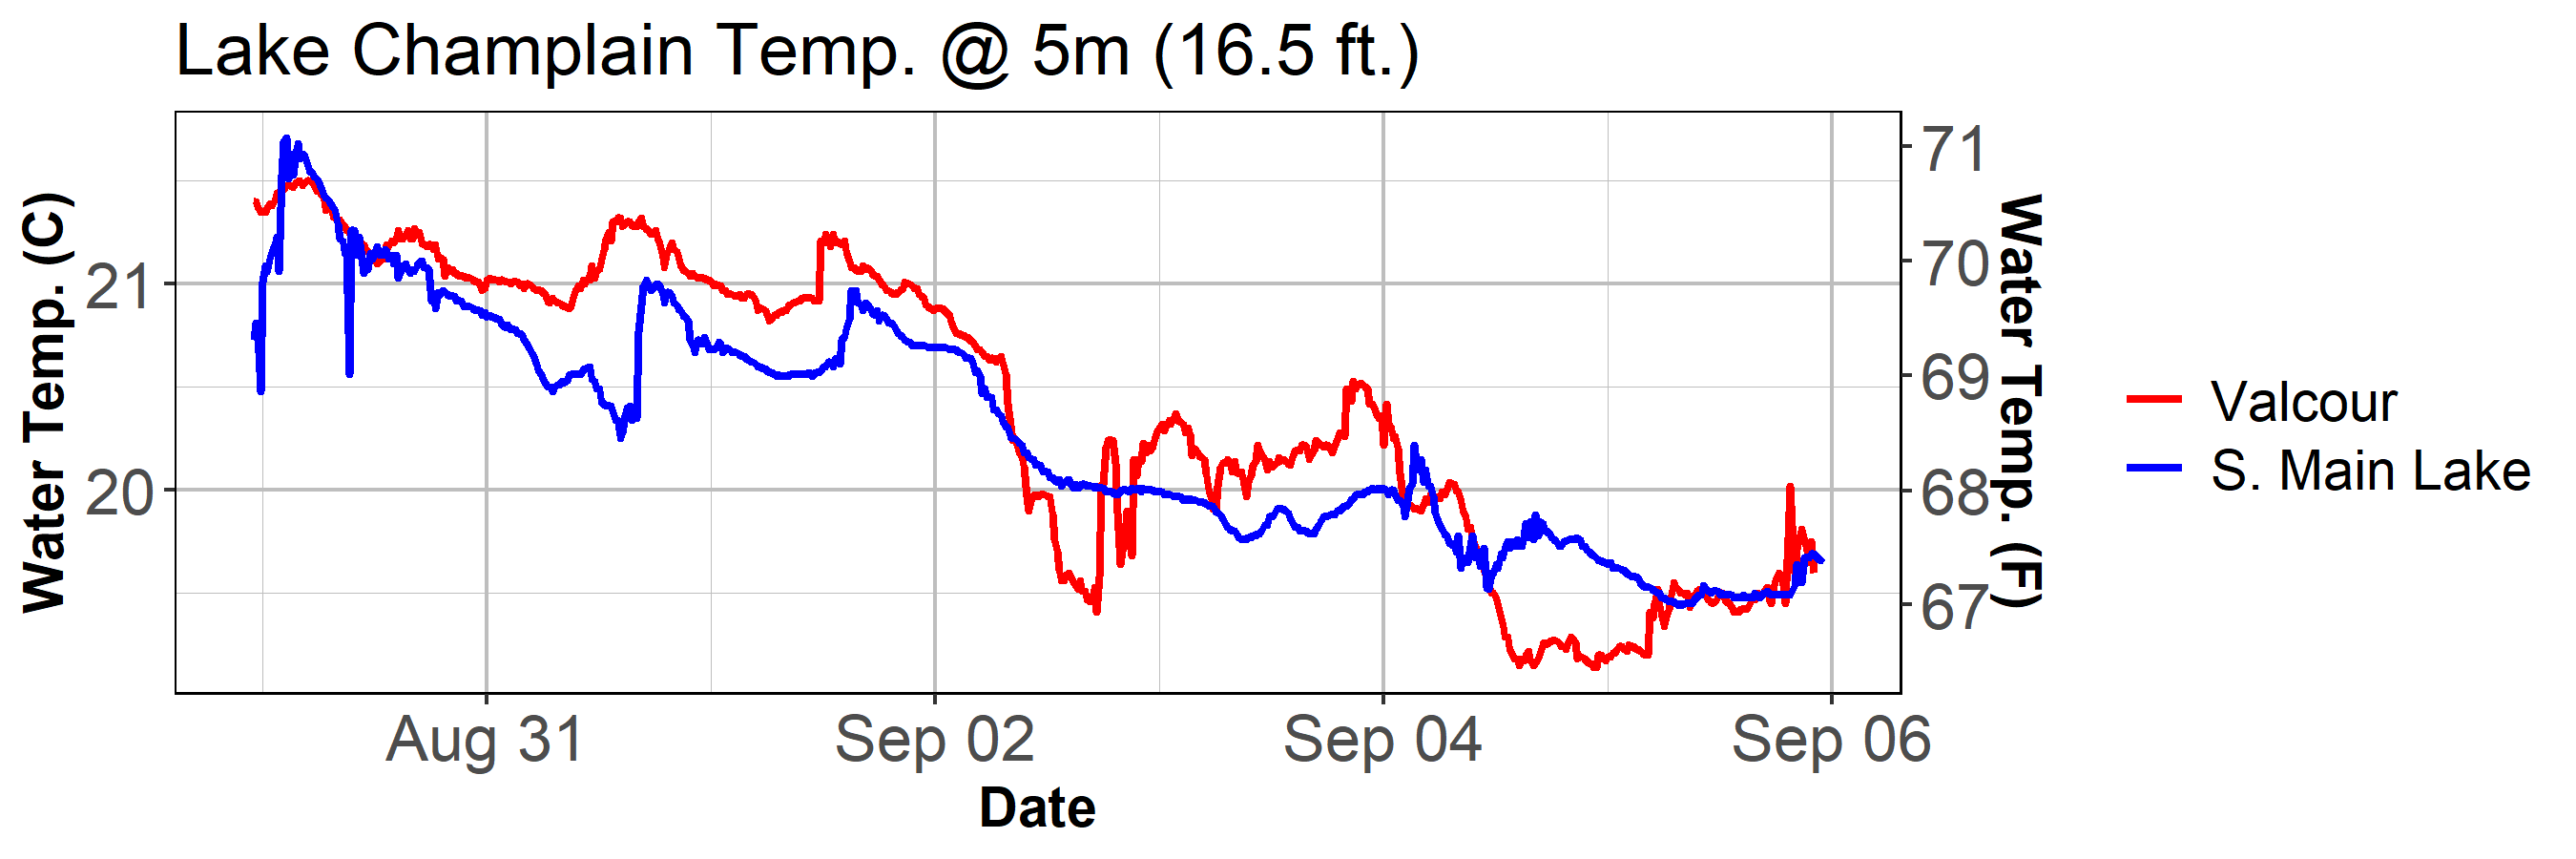 Lake Champlain Temp. @ 5m (16.5 ft.)
Water Temp. (C)
21
20
71
70
69
68
67
Water Temp. (F)
Valcour
S. Main Lake
Aug 31
Sep 02
Sep 04
Sep 06
Date